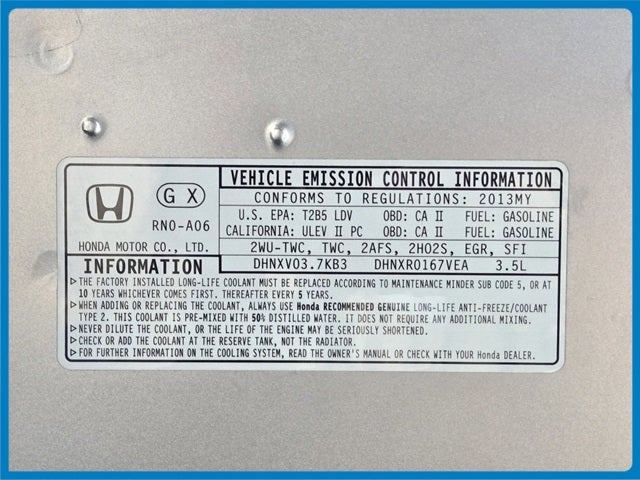 G X
RN0-A06
HONDA MOTOR CO., LTD.
VEHICLE EMISSION CONTROL INFORMATION
CONFORMS TO REGULATIONS: 2013MY
U.S. EPA: T2B5 LDV OBD: CA II FUEL: GASOLINE
CALIFORNIA: ULEV II PC OBD: CA II FUEL: GASOLINE
2WU-TWC, TWC, 2AFS, 2HO2S, EGR, SFI
INFORMATION
DHNXV03.7KB3 DHNXR0167VEA 3.5L
▷THE FACTORY INSTALLED LONG-LIFE COOLANT MUST BE REPLACED ACCORDING TO MAINTENANCE MINDER SUB CODE 5, OR AT
10 YEARS WHICHEVER COMES FIRST. THEREAFTER EVERY 5 YEARS.
▷WHEN ADDING OR REPLACING THE COOLANT, ALWAYS USE Honda RECOMMENDED GENUINE LONG-LIFE ANTI-FREEZE/COOLANT
TYPE 2. THIS COOLANT IS PRE-MIXED WITH 50% DISTILLED WATER. IT DOES NOT REQUIRE ANY ADDITIONAL MIXING.
▷NEVER DILUTE THE COOLANT, OR THE LIFE OF THE ENGINE MAY BE SERIOUSLY SHORTENED.
▷CHECK OR ADD THE COOLANT AT THE RESERVE TANK, NOT THE RADIATOR.
▷FOR FURTHER INFORMATION ON THE COOLING SYSTEM, READ THE OWNER'S MANUAL OR CHECK WITH YOUR Honda DEALER.